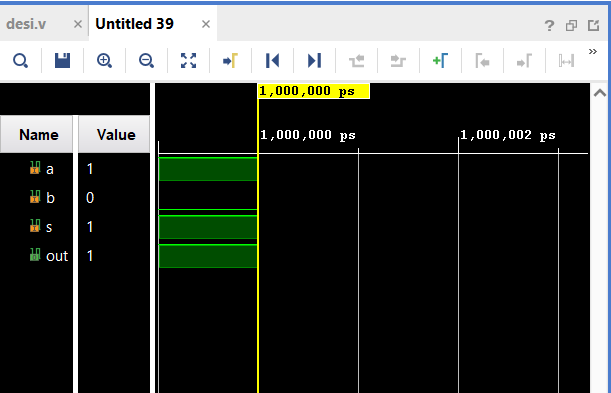 desi.v × Untitled 39 × ?
»
1,000,000 ps
Name Value 1,000,000 ps 1,000,002 ps
a 1
b 0
s 1
out 1